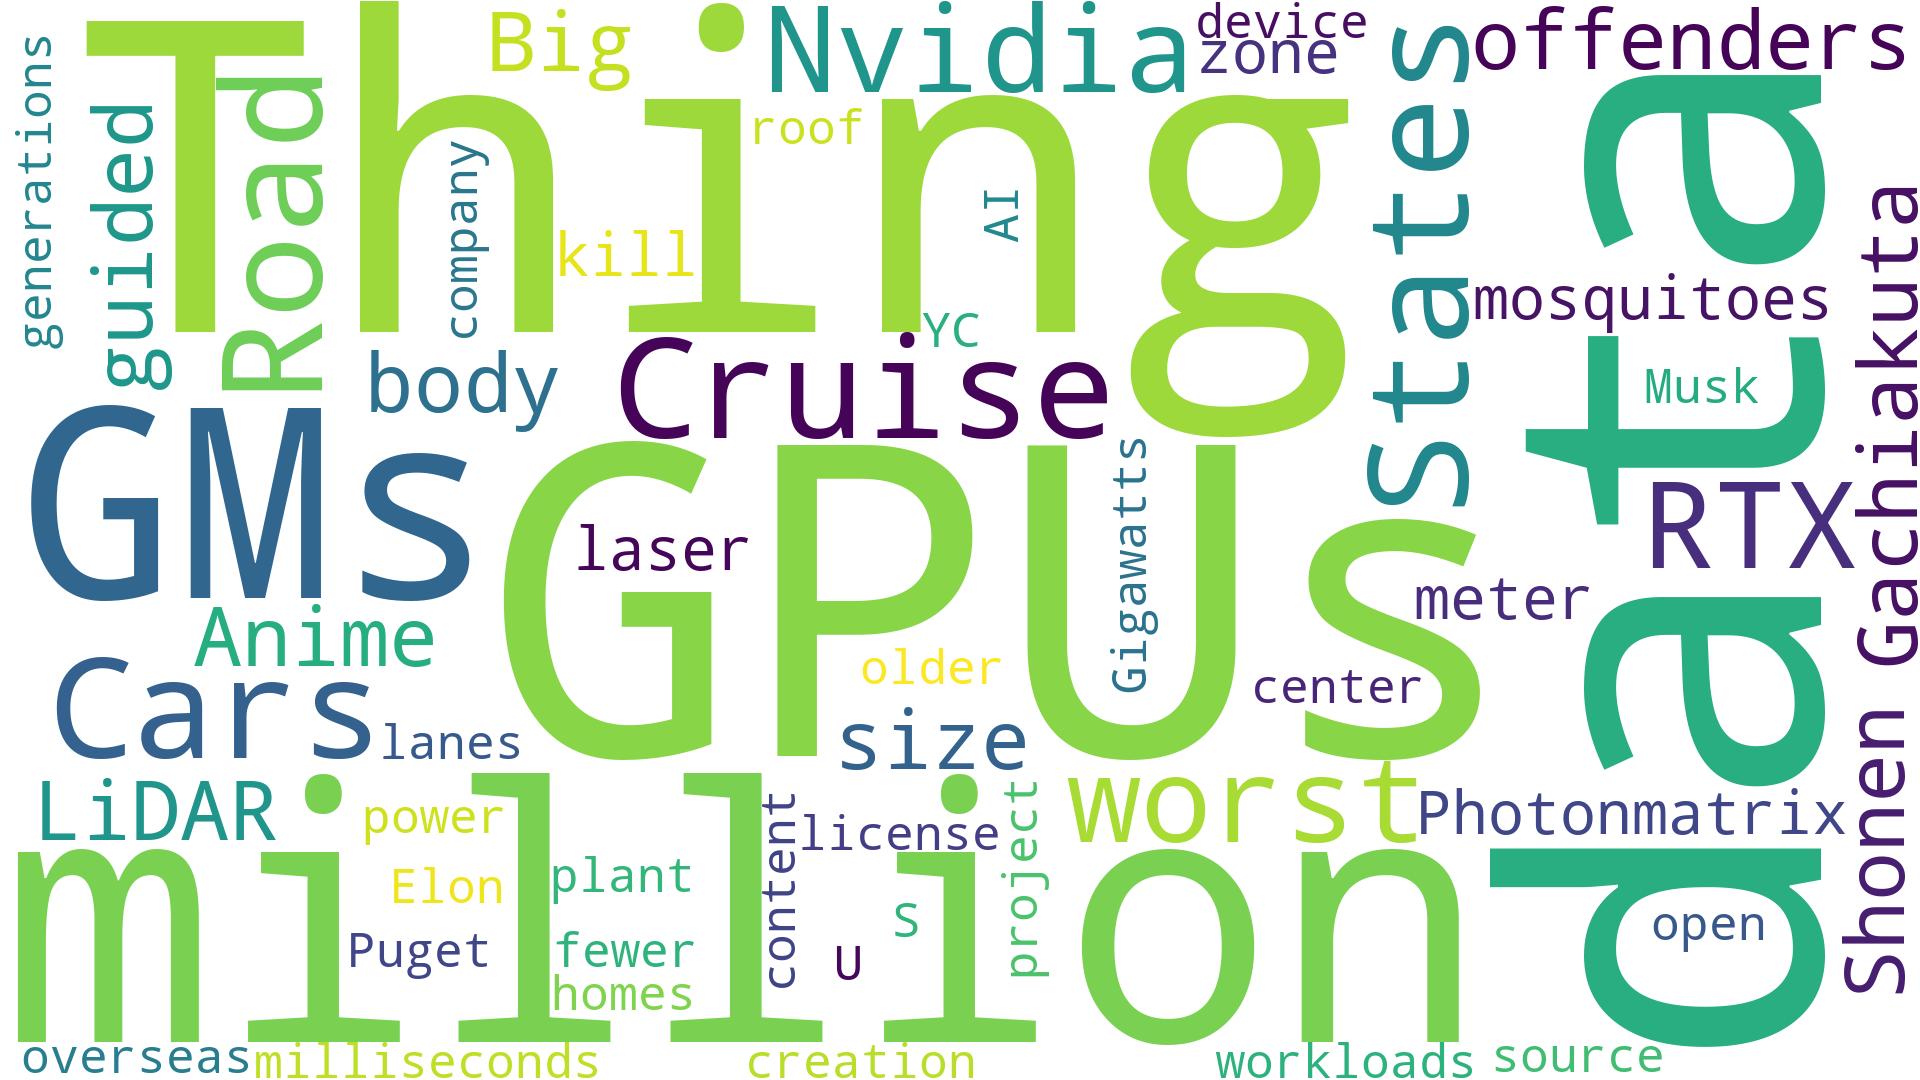 Thing
Big
Nvidia
device
zone
offenders
generations
guided
Road
company
kill
roof
AI
YC
states
data
mosquitoes
Musk
Gachiakuta
Shonen
body
Cruise
GMs
GPUs
laser
Gigawatts
RTX
meter
Anime
older
center
Cars
lanes
size
LiDAR
million
power
Elon
Puget
plant
fewer
homes
content
license
U
S
project
worst
Photonmatrix
open
overseas
milliseconds
creation
workloads
source